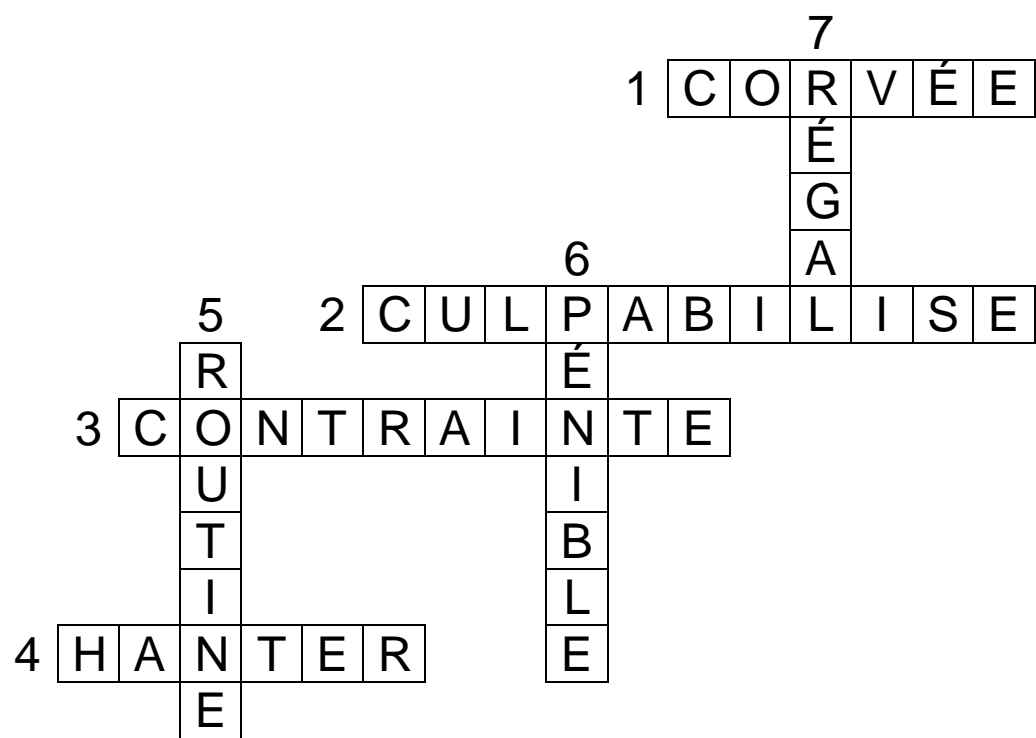 7
1 CORVÉE
É
G
6 A
5 2 CULPABILISE
R É
3 CONTRAINTE
U I
T B
I L
4 HANTER E
E